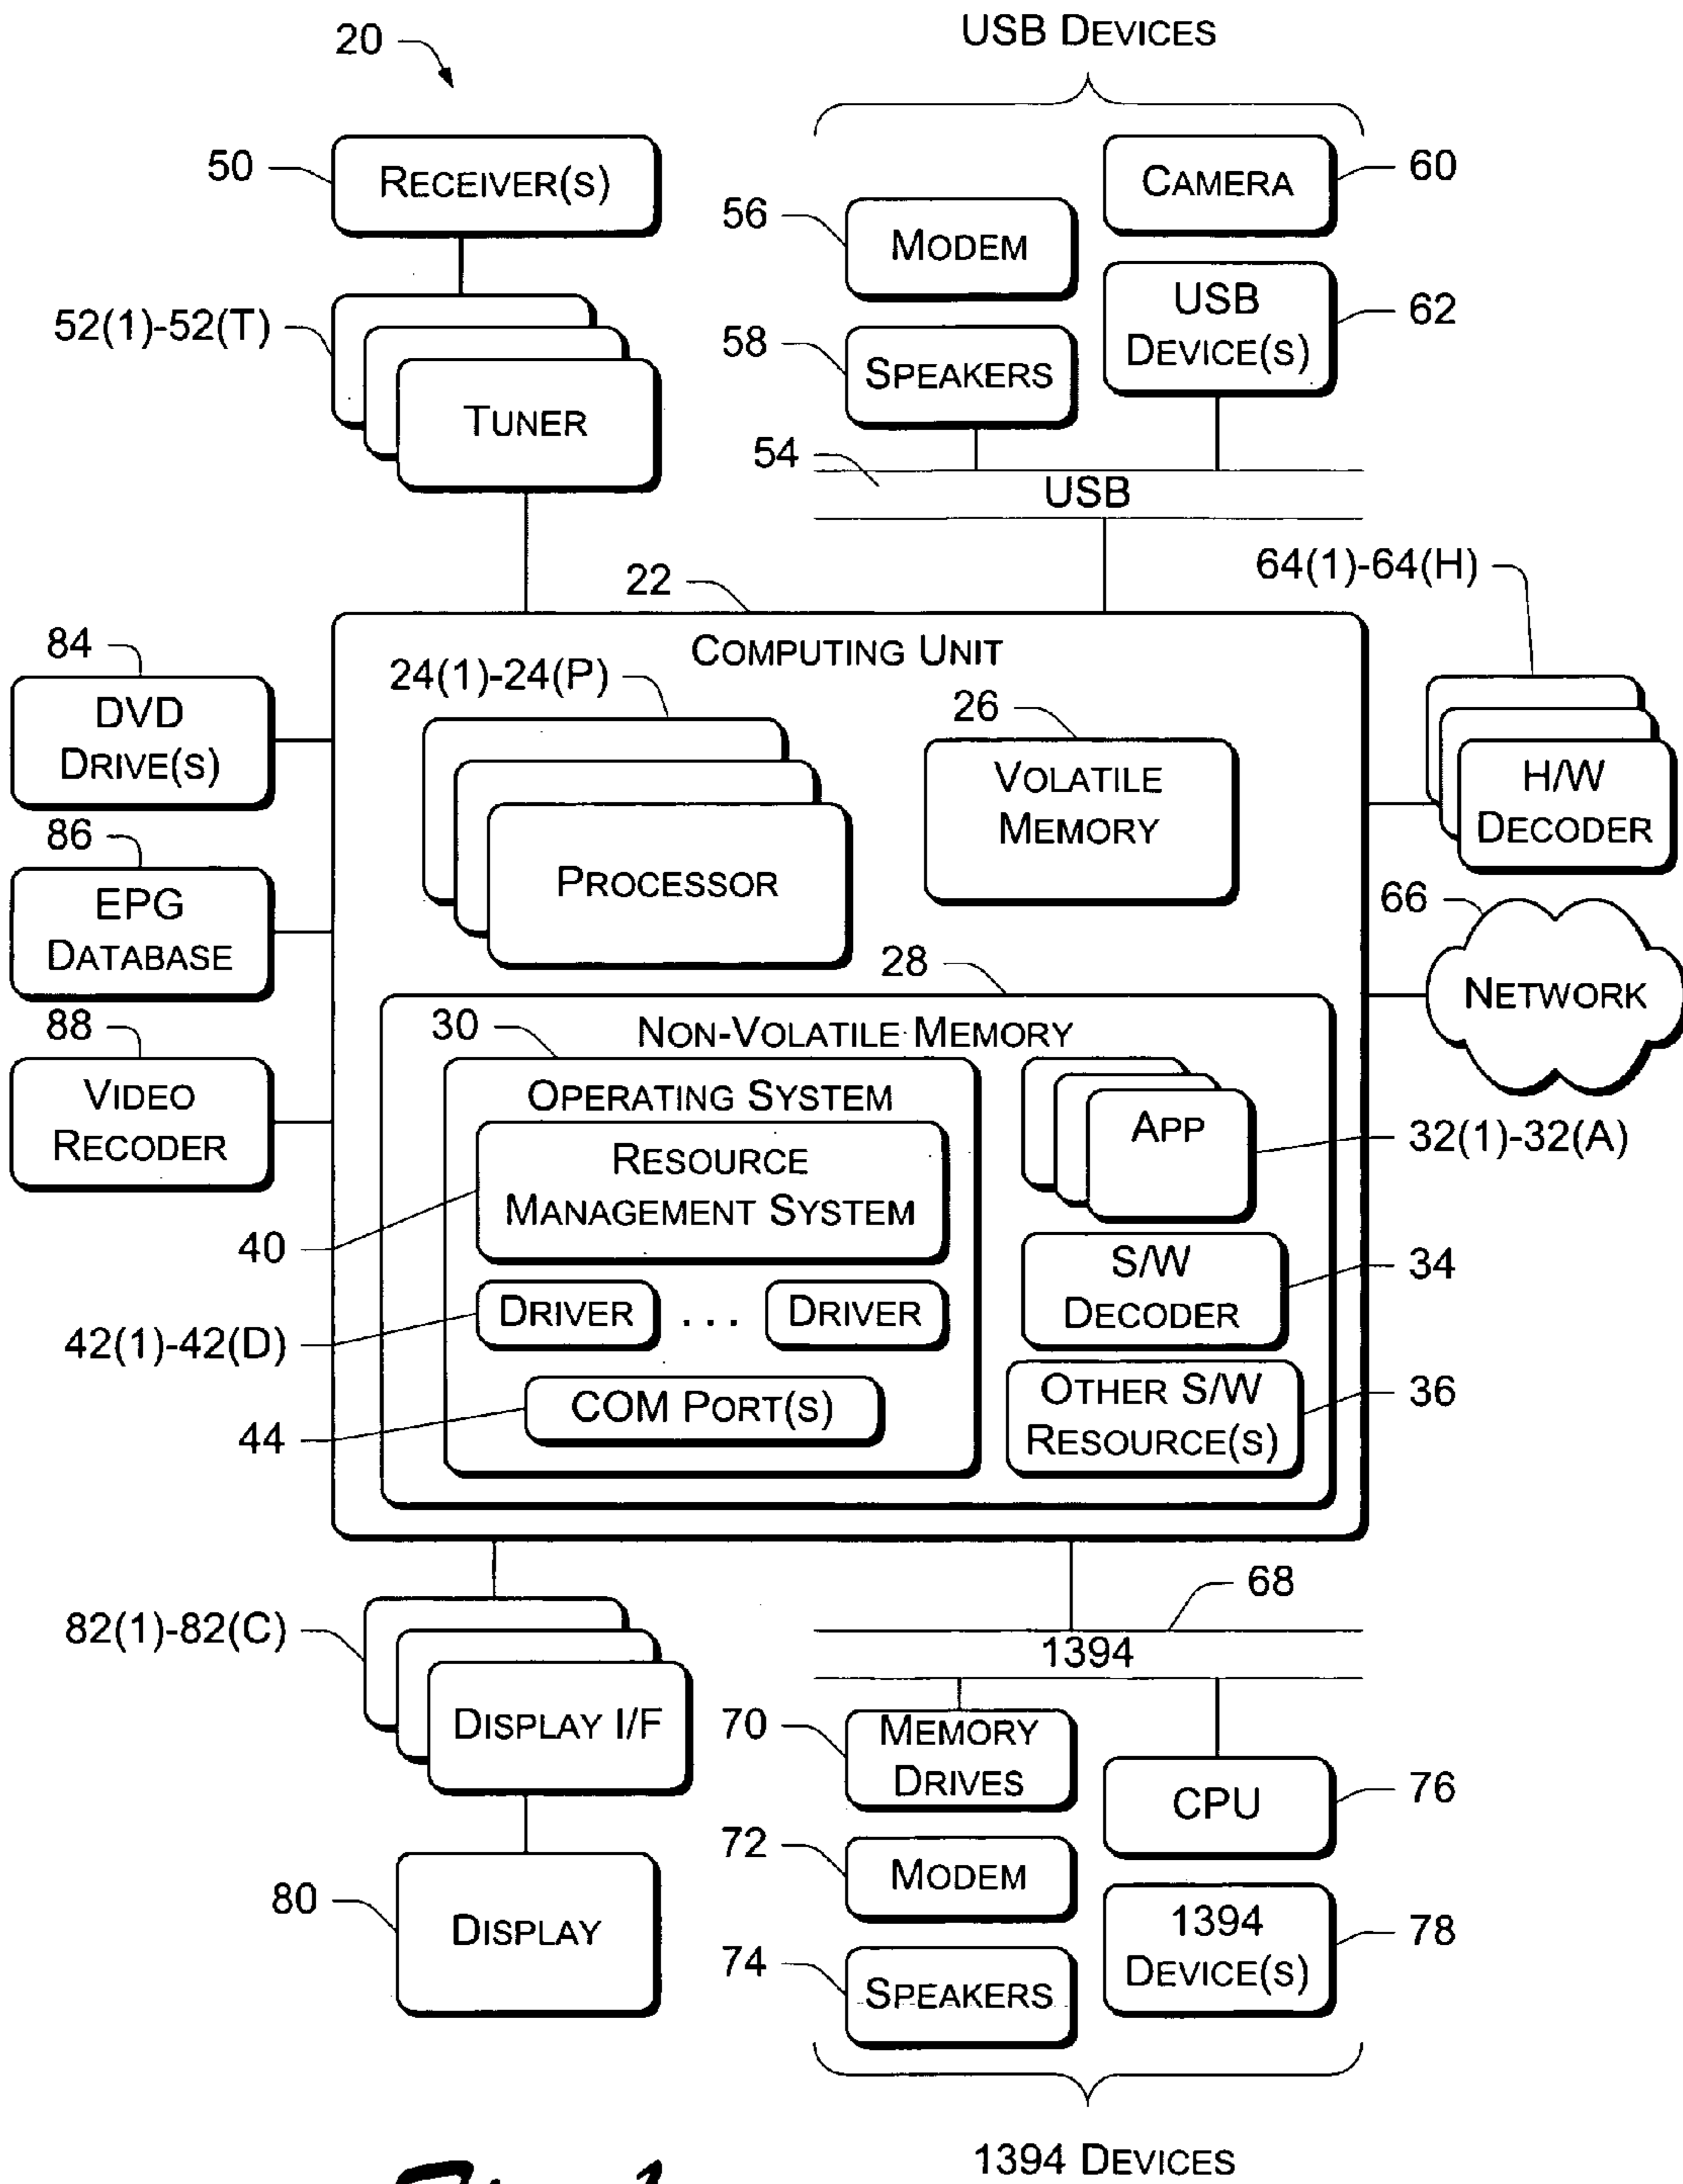 20
USB DEVICES
50
RECEIVER(S)
56
MODEM
CAMERA
60
52(1)-52(T)
TUNER
58
SPEAKERS
USB
DEVICE(S)
62
54
USB
22
64(1)-64(H)
COMPUTING UNIT
84
DVD
DRIVE(S)
24(1)-24(P)
PROCESSOR
26
VOLATILE
MEMORY
H/W
DECODER
86
EPG
DATABASE
66
NETWORK
28
NON-VOLATILE MEMORY
88
VIDEO
RECODER
30
OPERATING SYSTEM
RESOURCE
MANAGEMENT SYSTEM
40
APP
32(1)-32(A)
S/W
DECODER
34
42(1)-42(D)
DRIVER ... DRIVER
COM PORT(S)
44
OTHER S/W
RESOURCE(S)
36
68
82(1)-82(C)
DISPLAY I/F
1394
70
MEMORY
DRIVES
CPU
76
72
MODEM
80
DISPLAY
74
SPEAKERS
1394
DEVICE(S)
78
1394 DEVICES